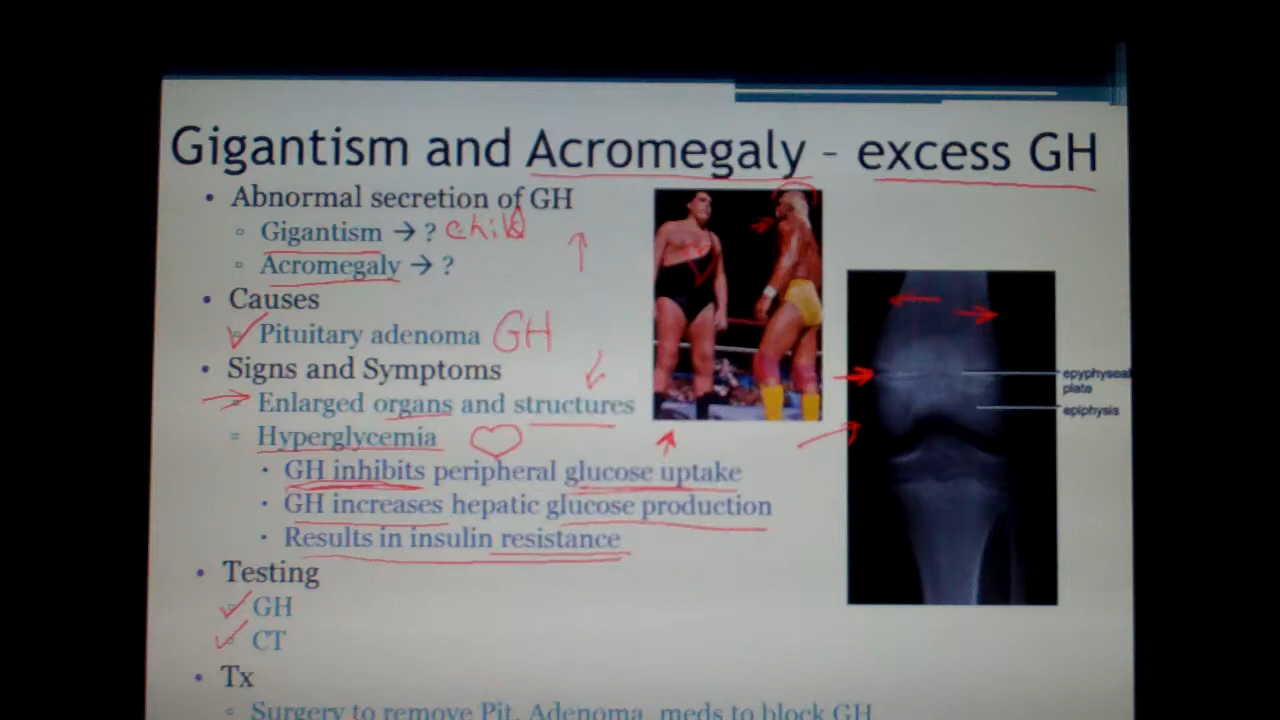 Gigantism and Acromegaly – excess GH
• Abnormal secretion of GH
▫ Gigantism → ? child
▫ Acromegaly → ?
• Causes
▫ Pituitary adenoma GH
• Signs and Symptoms
▫ Enlarged organs and structures
▫ Hyperglycemia
• GH inhibits peripheral glucose uptake
• GH increases hepatic glucose production
• Results in insulin resistance
• Testing
▫ GH
▫ CT
• Tx
▫ Surgery to remove Pit. Adenoma, meds to block GH
epyphyseal
plate
epiphysis